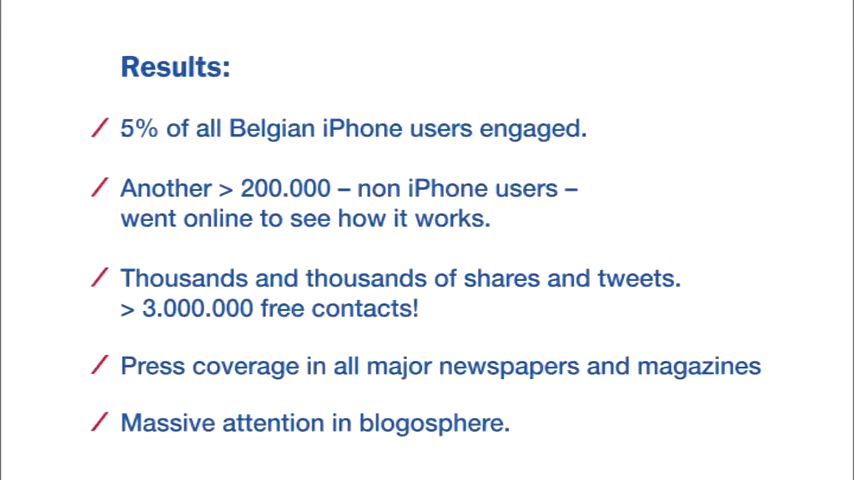 Results:
/ 5% of all Belgian iPhone users engaged.
/ Another > 200.000 – non iPhone users –
went online to see how it works.
/ Thousands and thousands of shares and tweets.
> 3.000.000 free contacts!
/ Press coverage in all major newspapers and magazines
/ Massive attention in blogosphere.